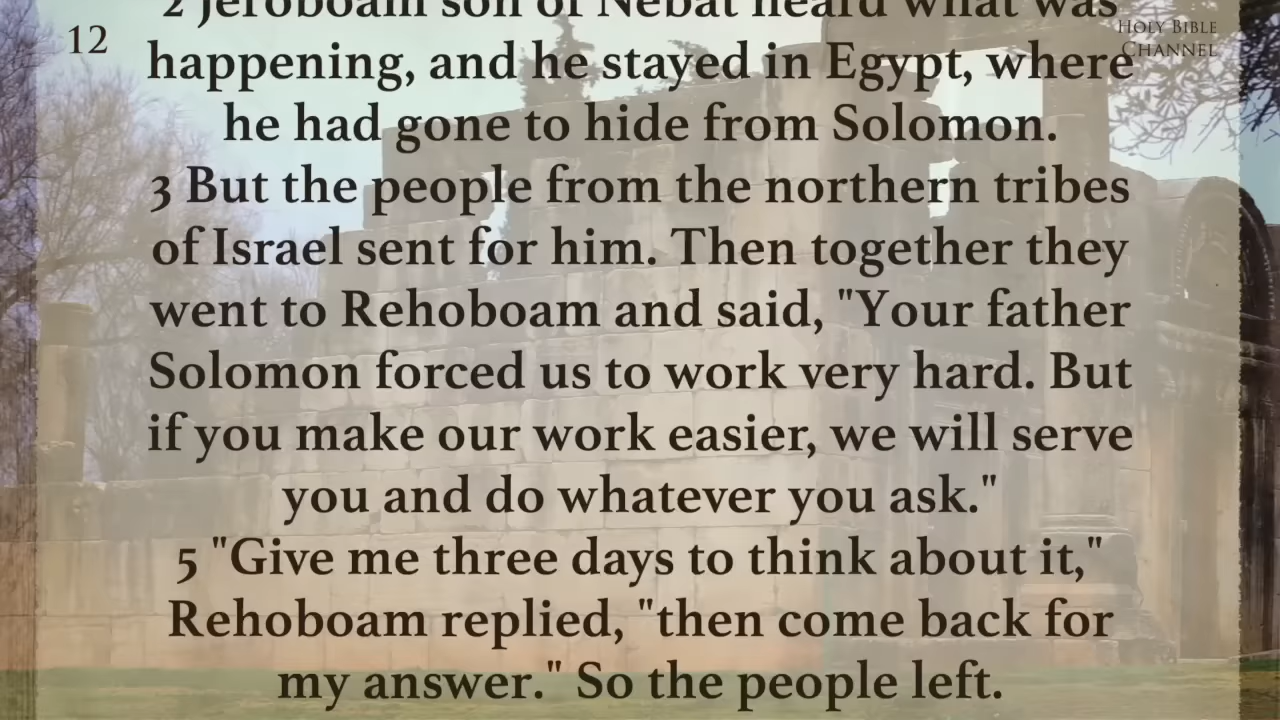 2 Jeroboam son of Nebat heard what was
12
HOLY BIBLE
CHANNEL
happening, and he stayed in Egypt, where
he had gone to hide from Solomon.
3 But the people from the northern tribes
of Israel sent for him. Then together they
went to Rehoboam and said, "Your father
Solomon forced us to work very hard. But
if you make our work easier, we will serve
you and do whatever you ask."
5 "Give me three days to think about it,"
Rehoboam replied, "then come back for
my answer." So the people left.